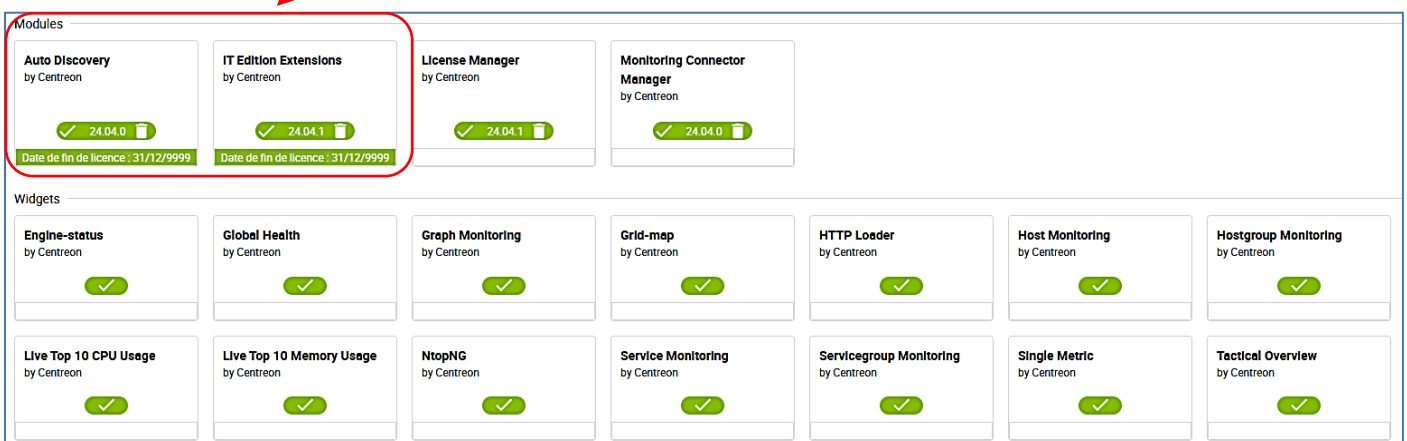 Modules
Auto Discovery
by Centreon
24.04.0
Date de fin de licence : 31/12/9999
IT Edition Extensions
by Centreon
24.04.1
Date de fin de licence : 31/12/9999
License Manager
by Centreon
24.04.1
Monitoring Connector
Manager
by Centreon
24.04.0
Widgets
Engine-status
by Centreon
Global Health
by Centreon
Graph Monitoring
by Centreon
Grid-map
by Centreon
HTTP Loader
by Centreon
Host Monitoring
by Centreon
Hostgroup Monitoring
by Centreon
Live Top 10 CPU Usage
by Centreon
Live Top 10 Memory Usage
by Centreon
NtopNG
by Centreon
Service Monitoring
by Centreon
Servicegroup Monitoring
by Centreon
Single Metric
by Centreon
Tactical Overview
by Centreon